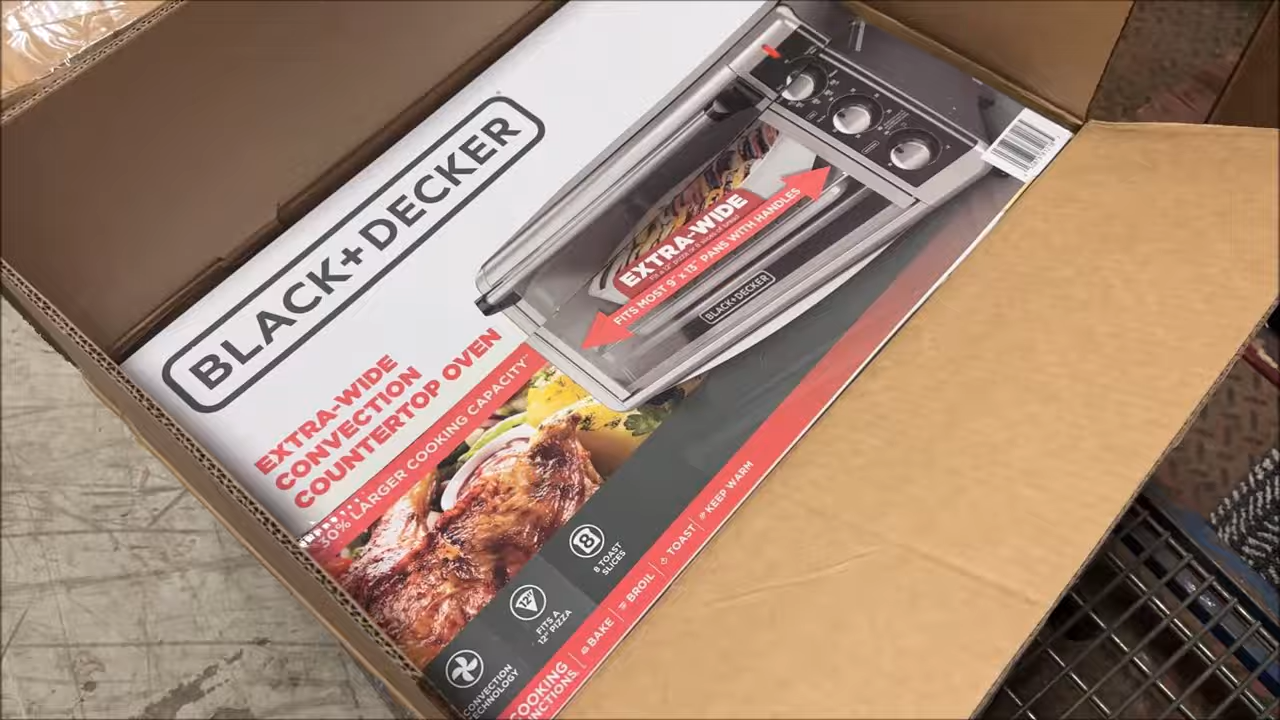 BLACK+DECKER
EXTRA-WIDE
CONVECTION
COUNTERTOP OVEN
30% LARGER COOKING CAPACITY
EXTRA-WIDE
FITS MOST 9" x 13" PANS WITH HANDLES
BLACK+DECKER
8 TOAST
SLICES
FITS A
12" PIZZA
12"
8
CONVECTION
TECHNOLOGY
COOKING
FUNCTIONS
BAKE
BROIL
TOAST
KEEP WARM